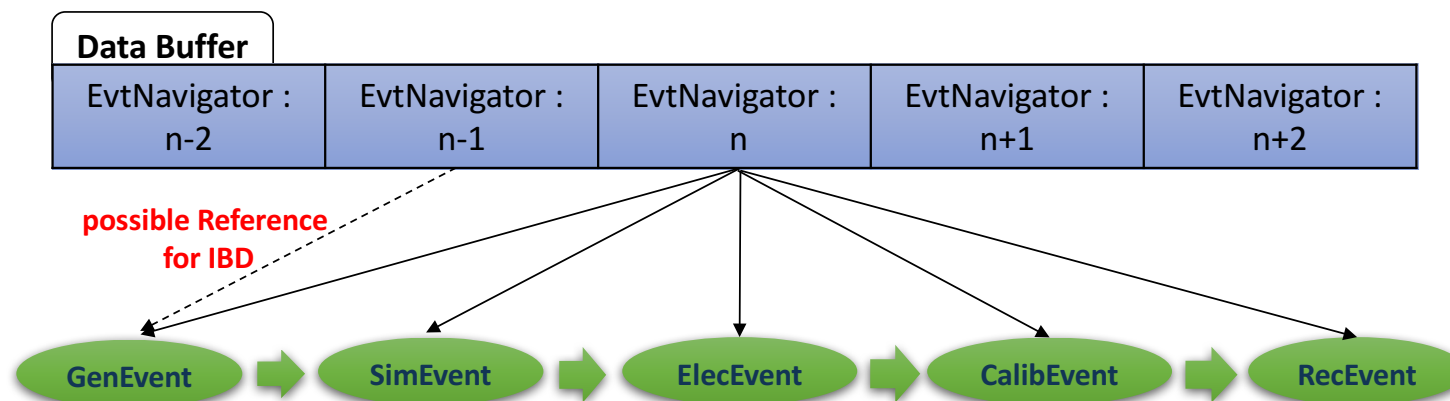 Data Buffer
EvtNavigator :
n-2
EvtNavigator :
n-1
EvtNavigator :
n
EvtNavigator :
n+1
EvtNavigator :
n+2
possible Reference
for IBD
GenEvent
SimEvent
ElecEvent
CalibEvent
RecEvent